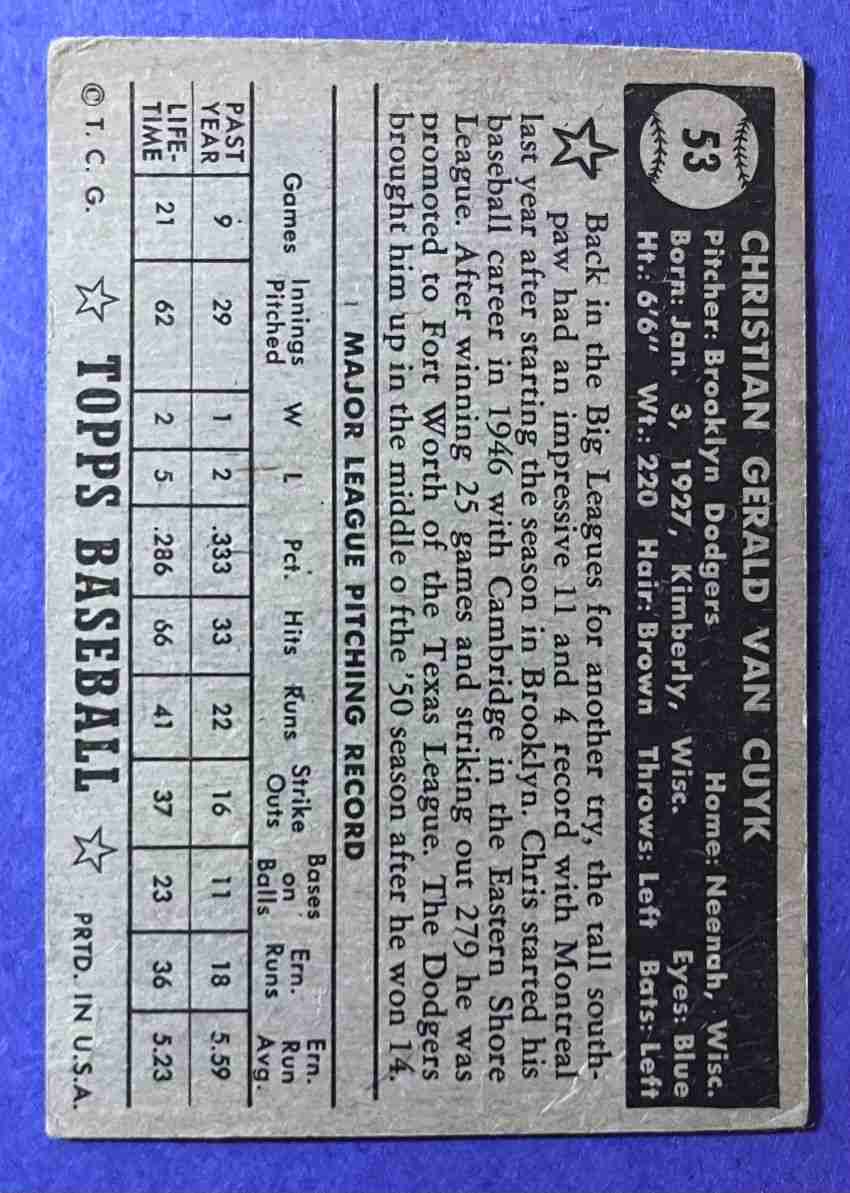 53
CHRISTIAN GERALD VAN CUYK
Pitcher: Brooklyn Dodgers Home: Neenah, Wisc.
Born: Jan. 3, 1927, Kimberly, Wisc. Eyes: Blue
Ht.: 6'6" Wt.: 220 Hair: Brown Throws: Left Bats: Left
Back in the Big Leagues for another try, the tall south-
paw had an impressive 11 and 4 record with Montreal
last year after starting the season in Brooklyn. Chris started his
baseball career in 1946 with Cambridge in the Eastern Shore
League. After winning 25 games and striking out 279 he was
promoted to Fort Worth of the Texas League. The Dodgers
brought him up in the middle o fthe '50 season after he won 14.
MAJOR LEAGUE PITCHING RECORD
Games Innings Pitched W L Pct. Hits Runs Strike Outs Bases on Balls Ern. Runs Ern. Run Avg.
PAST YEAR 9 29 1 2 .333 33 22 16 11 18 5.59
LIFE-TIME 21 62 2 5 .286 66 41 37 23 36 5.23
© T. C. G. TOPPS BASEBALL PRTD. IN U.S.A.